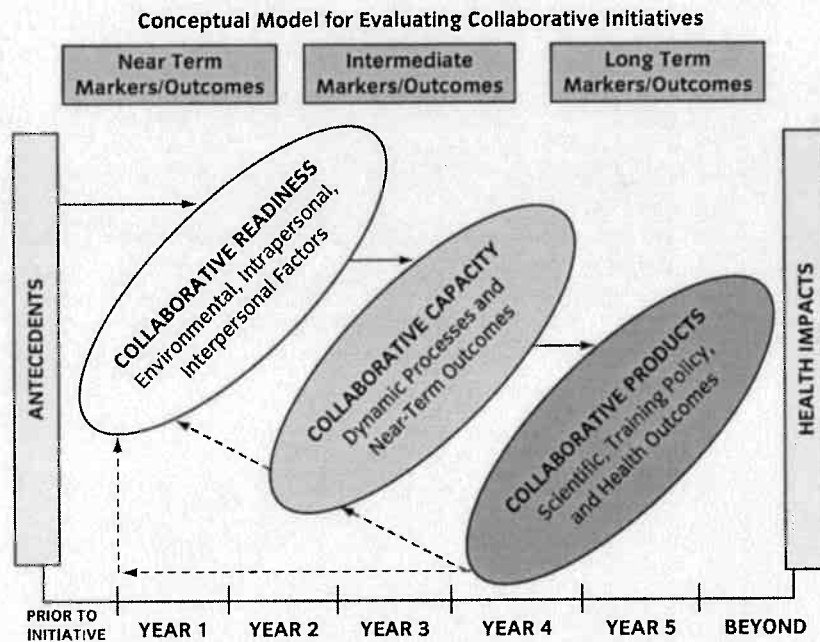 Conceptual Model for Evaluating Collaborative Initiatives
Near Term
Markers/Outcomes
Intermediate
Markers/Outcomes
Long Term
Markers/Outcomes
ANTECEDENTS
COLLABORATIVE READINESS
Environmental, Intrapersonal,
Interpersonal Factors
COLLABORATIVE CAPACITY
Dynamic Processes and
Near-Term Outcomes
COLLABORATIVE PRODUCTS
Scientific, Training Policy,
and Health Outcomes
HEALTH IMPACTS
PRIOR TO
INITIATIVE
YEAR 1
YEAR 2
YEAR 3
YEAR 4
YEAR 5
BEYOND